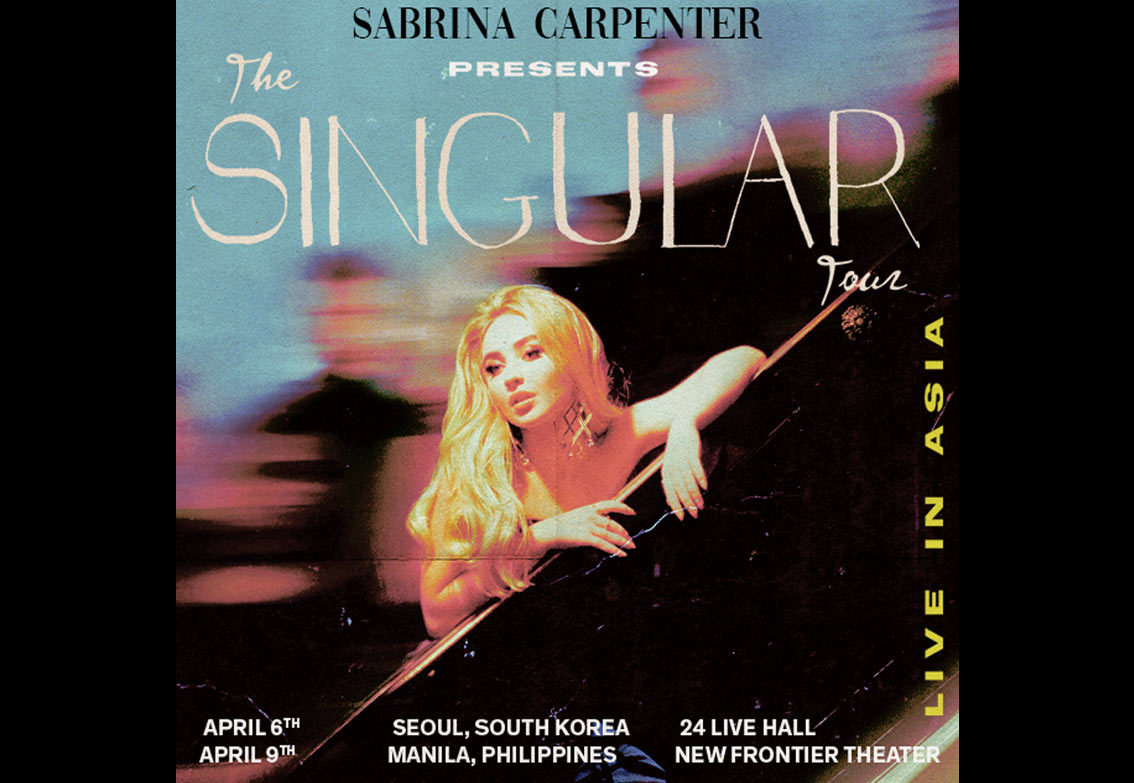 SABRINA CARPENTER
PRESENTS
The
SINGULAR
Tour
LIVE IN ASIA
APRIL 6TH SEOUL, SOUTH KOREA 24 LIVE HALL
APRIL 9TH MANILA, PHILIPPINES NEW FRONTIER THEATER